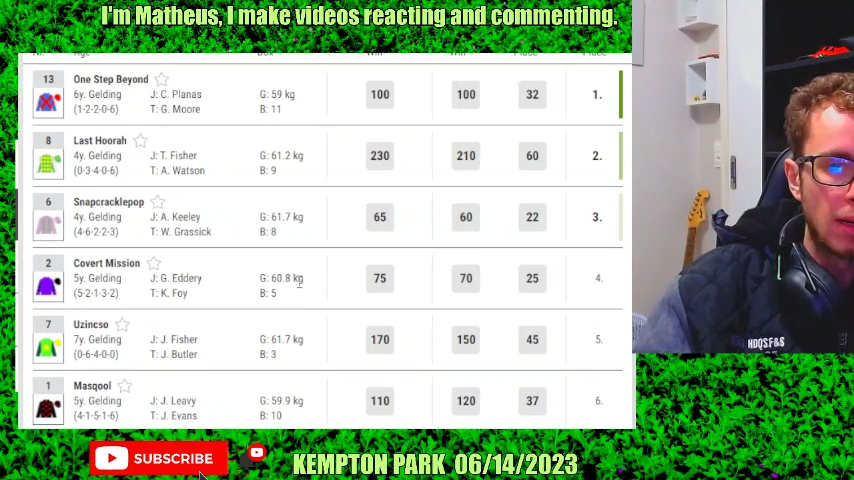 I'm Matheus, I make videos reacting and commenting.
13 One Step Beyond
6y. Gelding J: C. Planas G: 59 kg 100 100 32 1.
(1-2-2-0-6) T: G. Moore B: 11
8 Last Hoorah
4y. Gelding J: T. Fisher G: 61.2 kg 230 210 60 2.
(0-3-4-0-6) T: A. Watson B: 9
6 Snapcracklepop
4y. Gelding J: A. Keeley G: 61.7 kg 65 60 22 3.
(4-6-2-2-3) T: W. Grassick B: 8
2 Covert Mission
5y. Gelding J: G. Eddery G: 60.8 kg 75 70 25 4.
(5-2-1-3-2) T: K. Foy B: 5
7 Uzincso
7y. Gelding J: J. Fisher G: 61.7 kg 170 150 45 5.
(0-6-4-0-0) T: J. Butler B: 3
1 Masqool
5y. Gelding J: J. Leavy G: 59.9 kg 110 120 37 6.
(4-1-5-1-6) T: J. Evans B: 10
SUBSCRIBE
KEMPTON PARK 06/14/2023